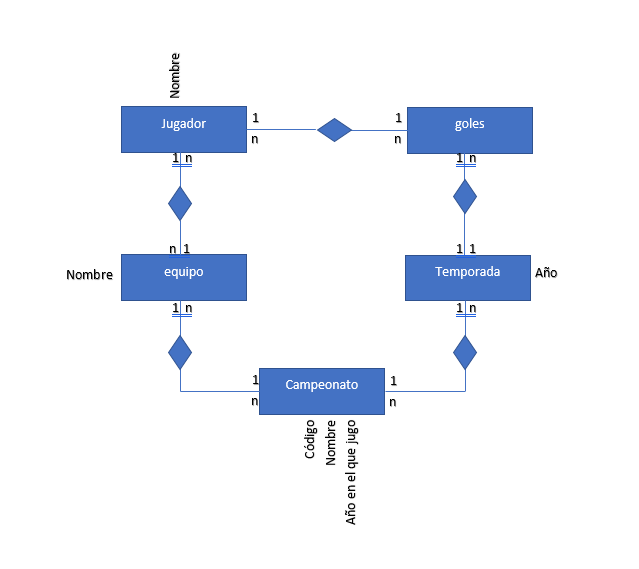 Nombre
Jugador
1
1
goles
n
n
1 n
1 n
n 1
1 1
Nombre
equipo
Temporada
Año
1 n
1 n
1
Campeonato
1
n
n
Código
Nombre
Año en el que jugo